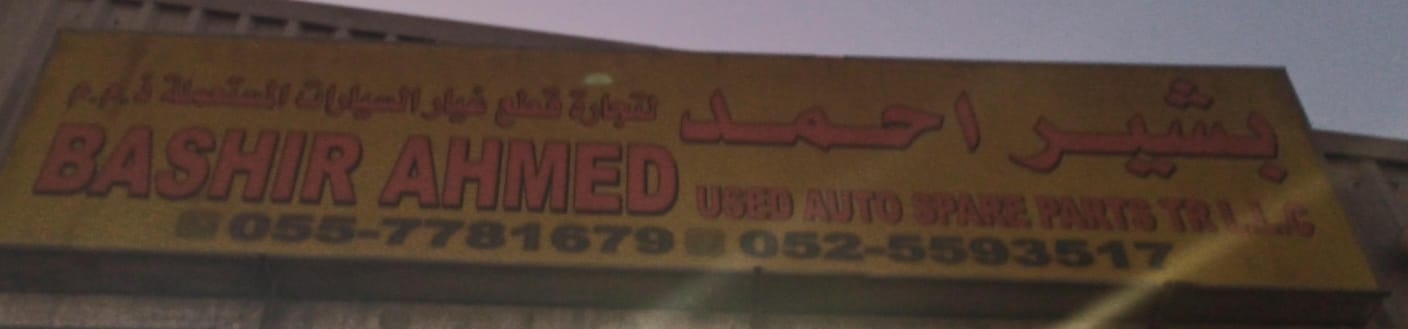 بشير احمد لتجارة قطع غيار السيارات المستعملة ذ.م.م
BASHIR AHMED USED AUTO SPARE PARTS TR L.L.C
055-7781679 052-5593517